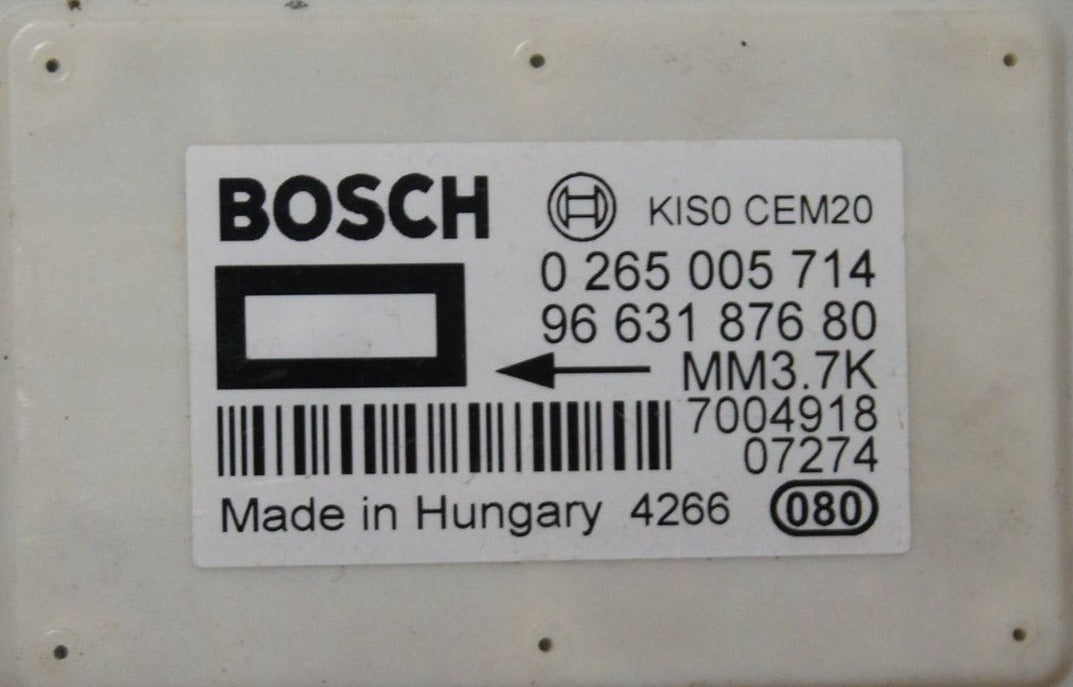 BOSCH KIS0 CEM20
0 265 005 714
96 631 876 80
MM3.7K
7004918
07274
Made in Hungary 4266 080